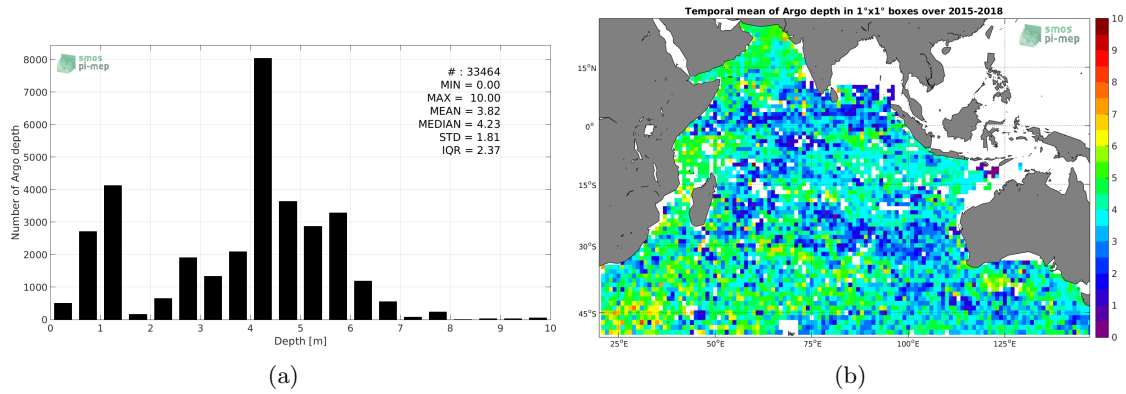 smos
pi-mep
# : 33464
MIN = 0.00
MAX = 10.00
MEAN = 3.82
MEDIAN = 4.23
STD = 1.81
IQR = 2.37
Number of Argo depth
8000
7000
6000
5000
4000
3000
2000
1000
0
0 1 2 3 4 5 6 7 8 9 10
Depth [m]
(a)
Temporal mean of Argo depth in 1°x1° boxes over 2015-2018
smos
pi-mep
15°N
0°
15°S
30°S
45°S
25°E 50°E 75°E 100°E 125°E
10
9
8
7
6
5
4
3
2
1
0
(b)